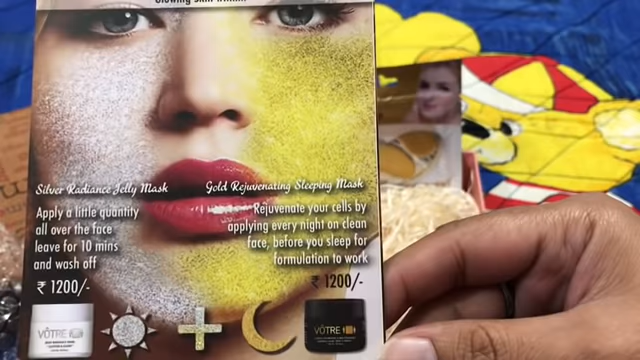 Glowing skin
Silver Radiance Jelly Mask
Apply a little quantity
all over the face
leave for 10 mins
and wash off
₹ 1200/-
Gold Rejuvenating Sleeping Mask
Rejuvenate your cells by
applying every night on clean
face, before you sleep for
formulation to work
₹ 1200/-
VÔTRE
VÔTRE